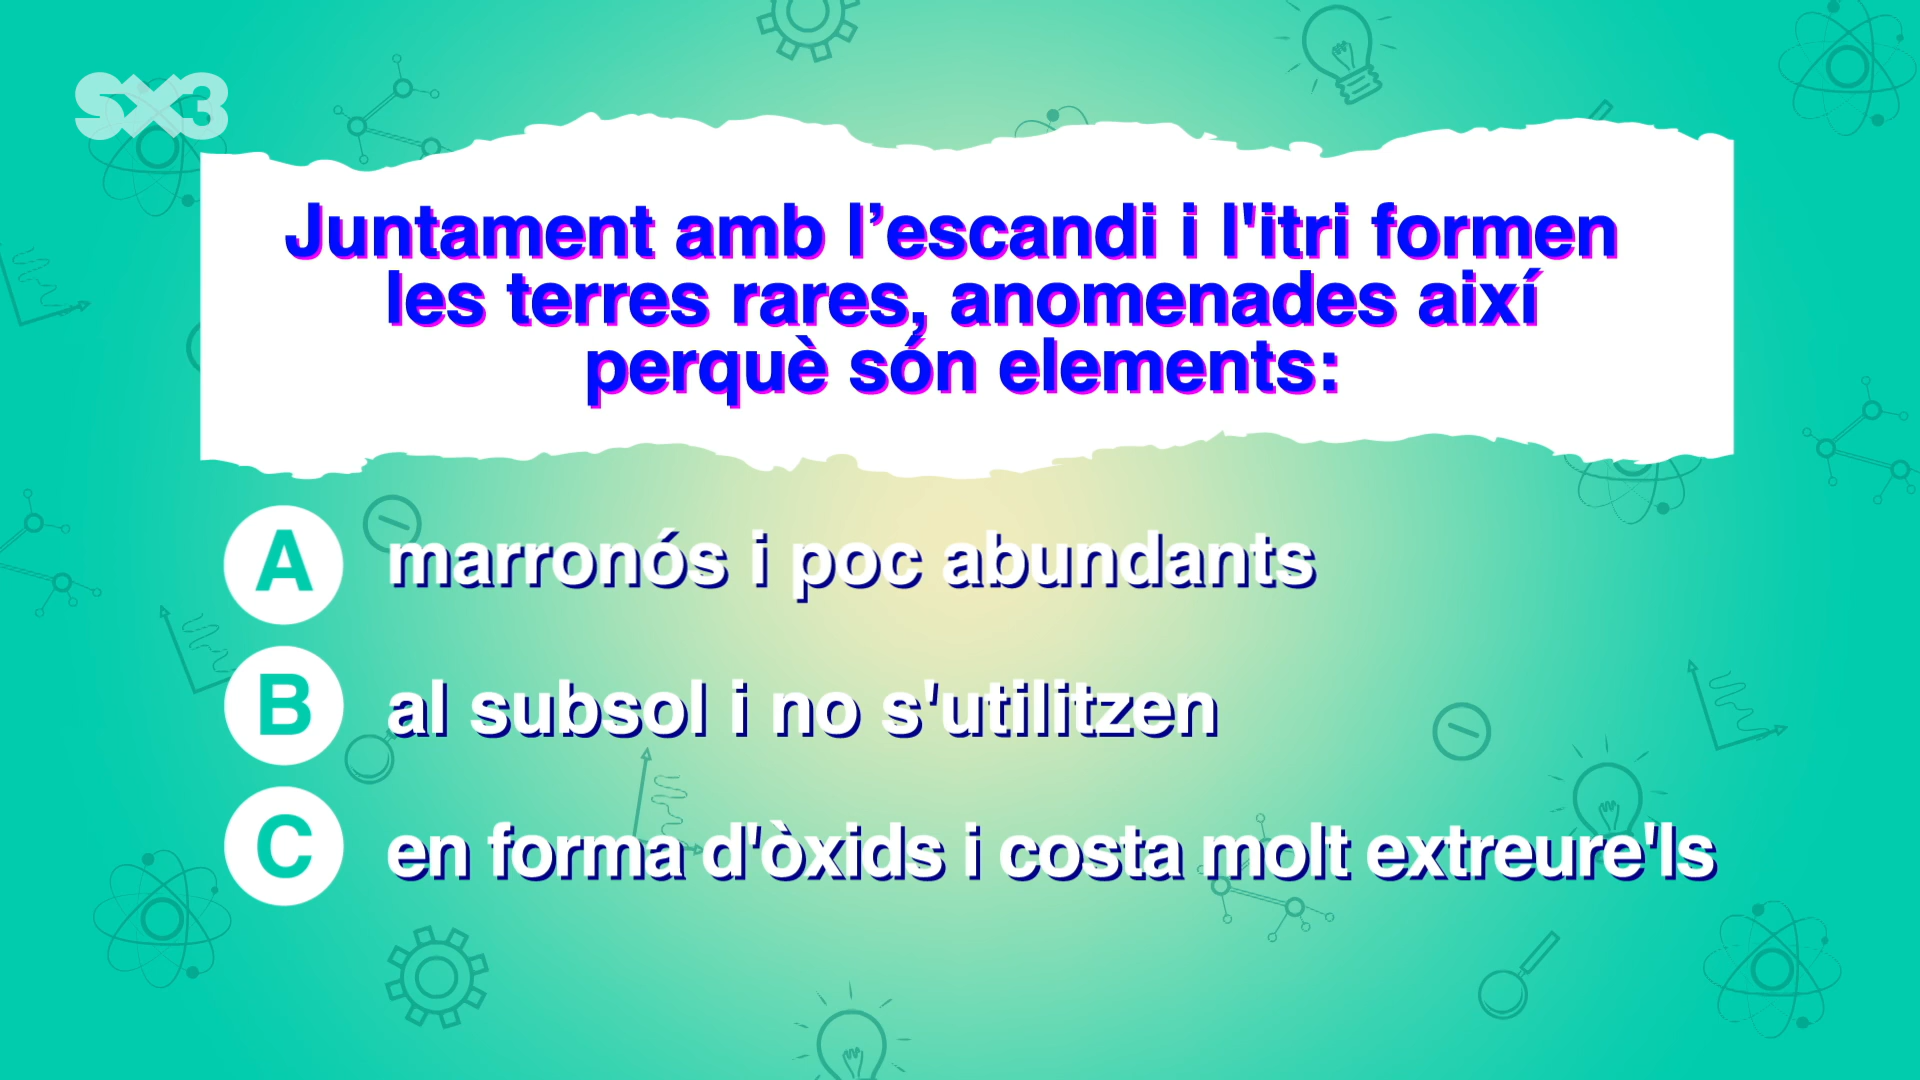 SX3
Juntament amb l’escandi i l'itri formen
les terres rares, anomenades així
perquè són elements:
A marronós i poc abundants
B al subsol i no s'utilitzen
C en forma d'òxids i costa molt extreure'ls